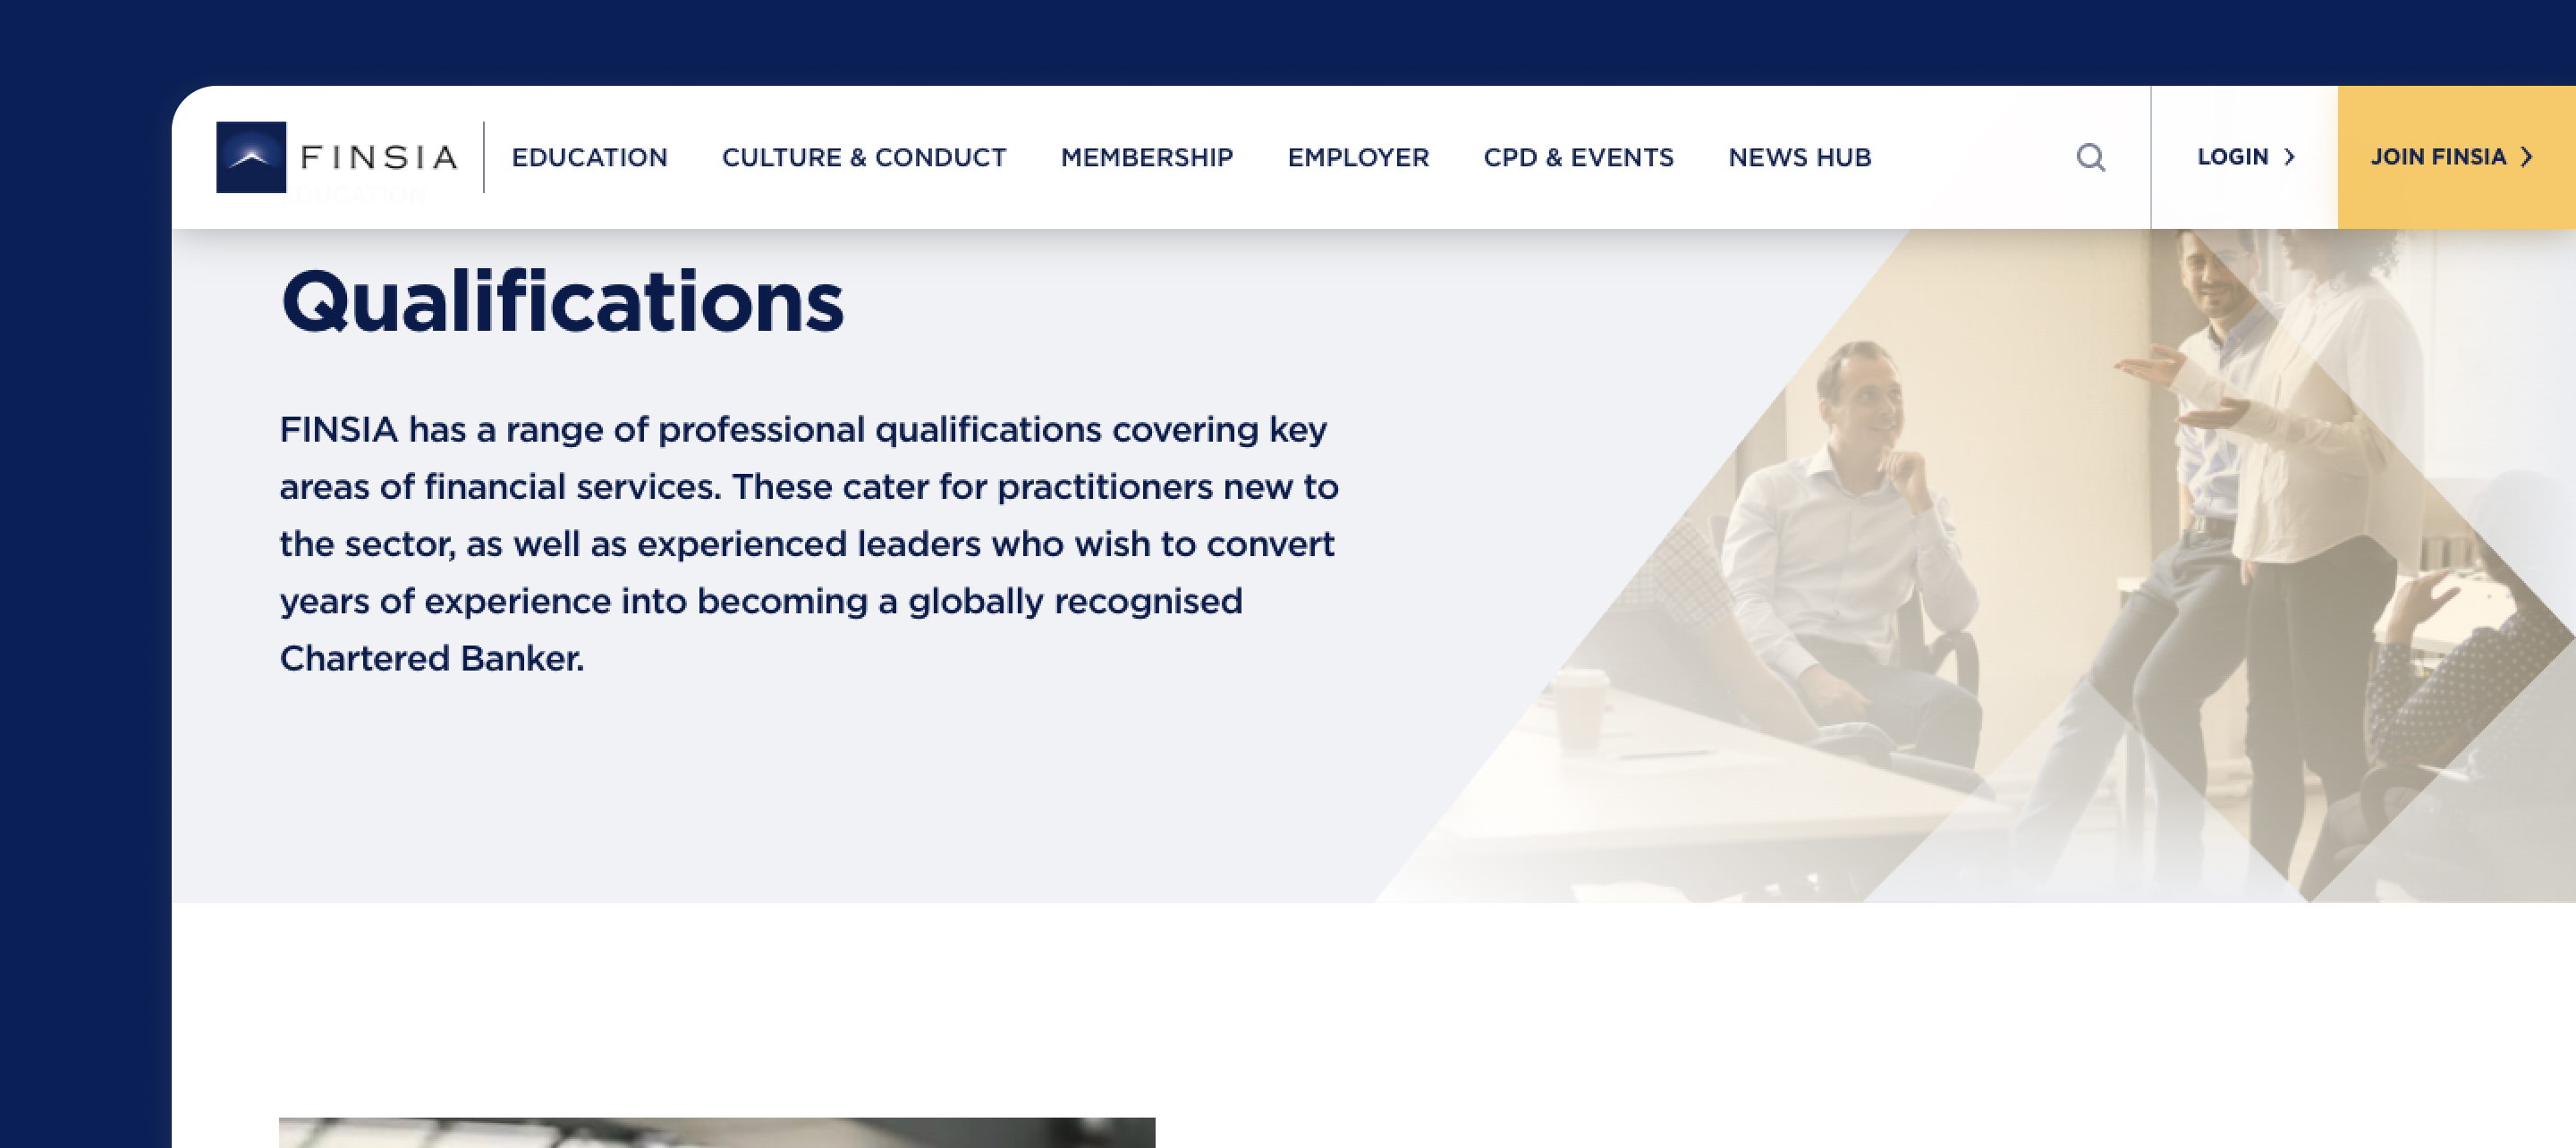 FINSIA
EDUCATION
CULTURE & CONDUCT
MEMBERSHIP
EMPLOYER
CPD & EVENTS
NEWS HUB
LOGIN
JOIN FINSIA
EDUCATION
Qualifications
FINSIA has a range of professional qualifications covering key
areas of financial services. These cater for practitioners new to
the sector, as well as experienced leaders who wish to convert
years of experience into becoming a globally recognised
Chartered Banker.